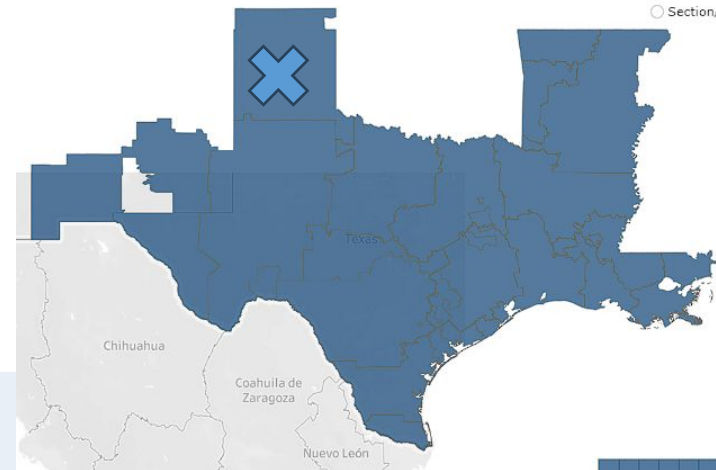 Section,
Texas
Chihuahua
Coahuila de
Zaragoza
Nuevo León